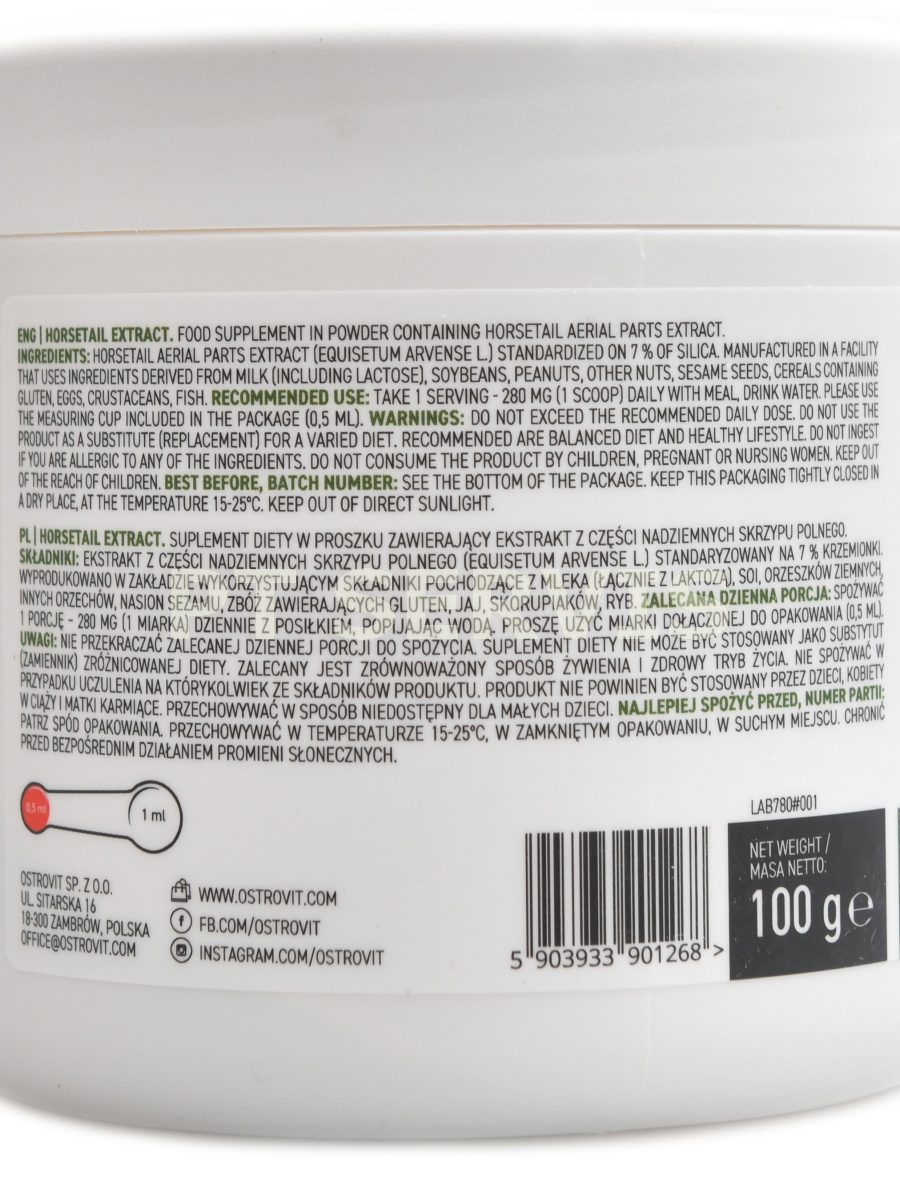 ENG | HORSETAIL EXTRACT. FOOD SUPPLEMENT IN POWDER CONTAINING HORSETAIL AERIAL PARTS EXTRACT.
INGREDIENTS: HORSETAIL AERIAL PARTS EXTRACT (EQUISETUM ARVENSE L.) STANDARDIZED ON 7 % OF SILICA. MANUFACTURED IN A FACILITY
THAT USES INGREDIENTS DERIVED FROM MILK (INCLUDING LACTOSE), SOYBEANS, PEANUTS, OTHER NUTS, SESAME SEEDS, CEREALS CONTAINING
GLUTEN, EGGS, CRUSTACEANS, FISH. RECOMMENDED USE: TAKE 1 SERVING - 280 MG (1 SCOOP) DAILY WITH MEAL, DRINK WATER. PLEASE USE
THE MEASURING CUP INCLUDED IN THE PACKAGE (0,5 ML). WARNINGS: DO NOT EXCEED THE RECOMMENDED DAILY DOSE. DO NOT USE THE
PRODUCT AS A SUBSTITUTE (REPLACEMENT) FOR A VARIED DIET. RECOMMENDED ARE BALANCED DIET AND HEALTHY LIFESTYLE. DO NOT INGEST
IF YOU ARE ALLERGIC TO ANY OF THE INGREDIENTS. DO NOT CONSUME THE PRODUCT BY CHILDREN, PREGNANT OR NURSING WOMEN. KEEP OUT
OF THE REACH OF CHILDREN. BEST BEFORE, BATCH NUMBER: SEE THE BOTTOM OF THE PACKAGE. KEEP THIS PACKAGING TIGHTLY CLOSED IN
A DRY PLACE, AT THE TEMPERATURE 15-25°C. KEEP OUT OF DIRECT SUNLIGHT.
PL | HORSETAIL EXTRACT. SUPLEMENT DIETY W PROSZKU ZAWIERAJĄCY EKSTRAKT Z CZĘŚCI NADZIEMNYCH SKRZYPU POLNEGO.
SKŁADNIKI: EKSTRAKT Z CZĘŚCI NADZIEMNYCH SKRZYPU POLNEGO (EQUISETUM ARVENSE L.) STANDARYZOWANY NA 7 % KRZEMIONKI.
WYPRODUKOWANO W ZAKŁADZIE WYKORZYSTUJĄCYM SKŁADNIKI POCHODZĄCE Z MLEKA (ŁĄCZNIE Z LAKTOZĄ), SOI, ORZESZKÓW ZIEMNYCH,
INNYCH ORZECHÓW, NASION SEZAMU, ZBÓŻ ZAWIERAJĄCYCH GLUTEN, JAJ, SKORUPIAKÓW, RYB. ZALECANA DZIENNA PORCJA: SPOŻYWAĆ
1 PORCJĘ - 280 MG (1 MIARKA) DZIENNIE Z POSIŁKIEM, POPIJAJĄC WODĄ. PROSZĘ UŻYĆ MIARKI DOŁĄCZONEJ DO OPAKOWANIA (0,5 ML).
UWAGI: NIE PRZEKRACZAĆ ZALECANEJ DZIENNEJ PORCJI DO SPOŻYCIA. SUPLEMENT DIETY NIE MOŻE BYĆ STOSOWANY JAKO SUBSTYTUT
(ZAMIENNIK) ZRÓŻNICOWANEJ DIETY. ZALECANY JEST ZRÓWNOWAŻONY SPOSÓB ŻYWIENIA I ZDROWY TRYB ŻYCIA. NIE SPOŻYWAĆ W
PRZYPADKU UCZULENIA NA KTÓRYKOLWIEK ZE SKŁADNIKÓW PRODUKTU. PRODUKT NIE POWINIEN BYĆ STOSOWANY PRZEZ DZIECI, KOBIETY
W CIĄŻY I MATKI KARMIĄCE. PRZECHOWYWAĆ W SPOSÓB NIEDOSTĘPNY DLA MAŁYCH DZIECI. NAJLEPIEJ SPOŻYĆ PRZED, NUMER PARTII:
PATRZ SPÓD OPAKOWANIA. PRZECHOWYWAĆ W TEMPERATURZE 15-25°C, W ZAMKNIĘTYM OPAKOWANIU, W SUCHYM MIEJSCU. CHRONIĆ
PRZED BEZPOŚREDNIM DZIAŁANIEM PROMIENI SŁONECZNYCH.
0.5 ml
1 ml
OSTROVIT SP. Z O.O.
UL. SITARSKA 16
18-300 ZAMBRÓW, POLSKA
OFFICE@OSTROVIT.COM
WWW.OSTROVIT.COM
FB.COM/OSTROVIT
INSTAGRAM.COM/OSTROVIT
5 903933 901268 >
LAB780#001
NET WEIGHT /
MASA NETTO:
100 g e